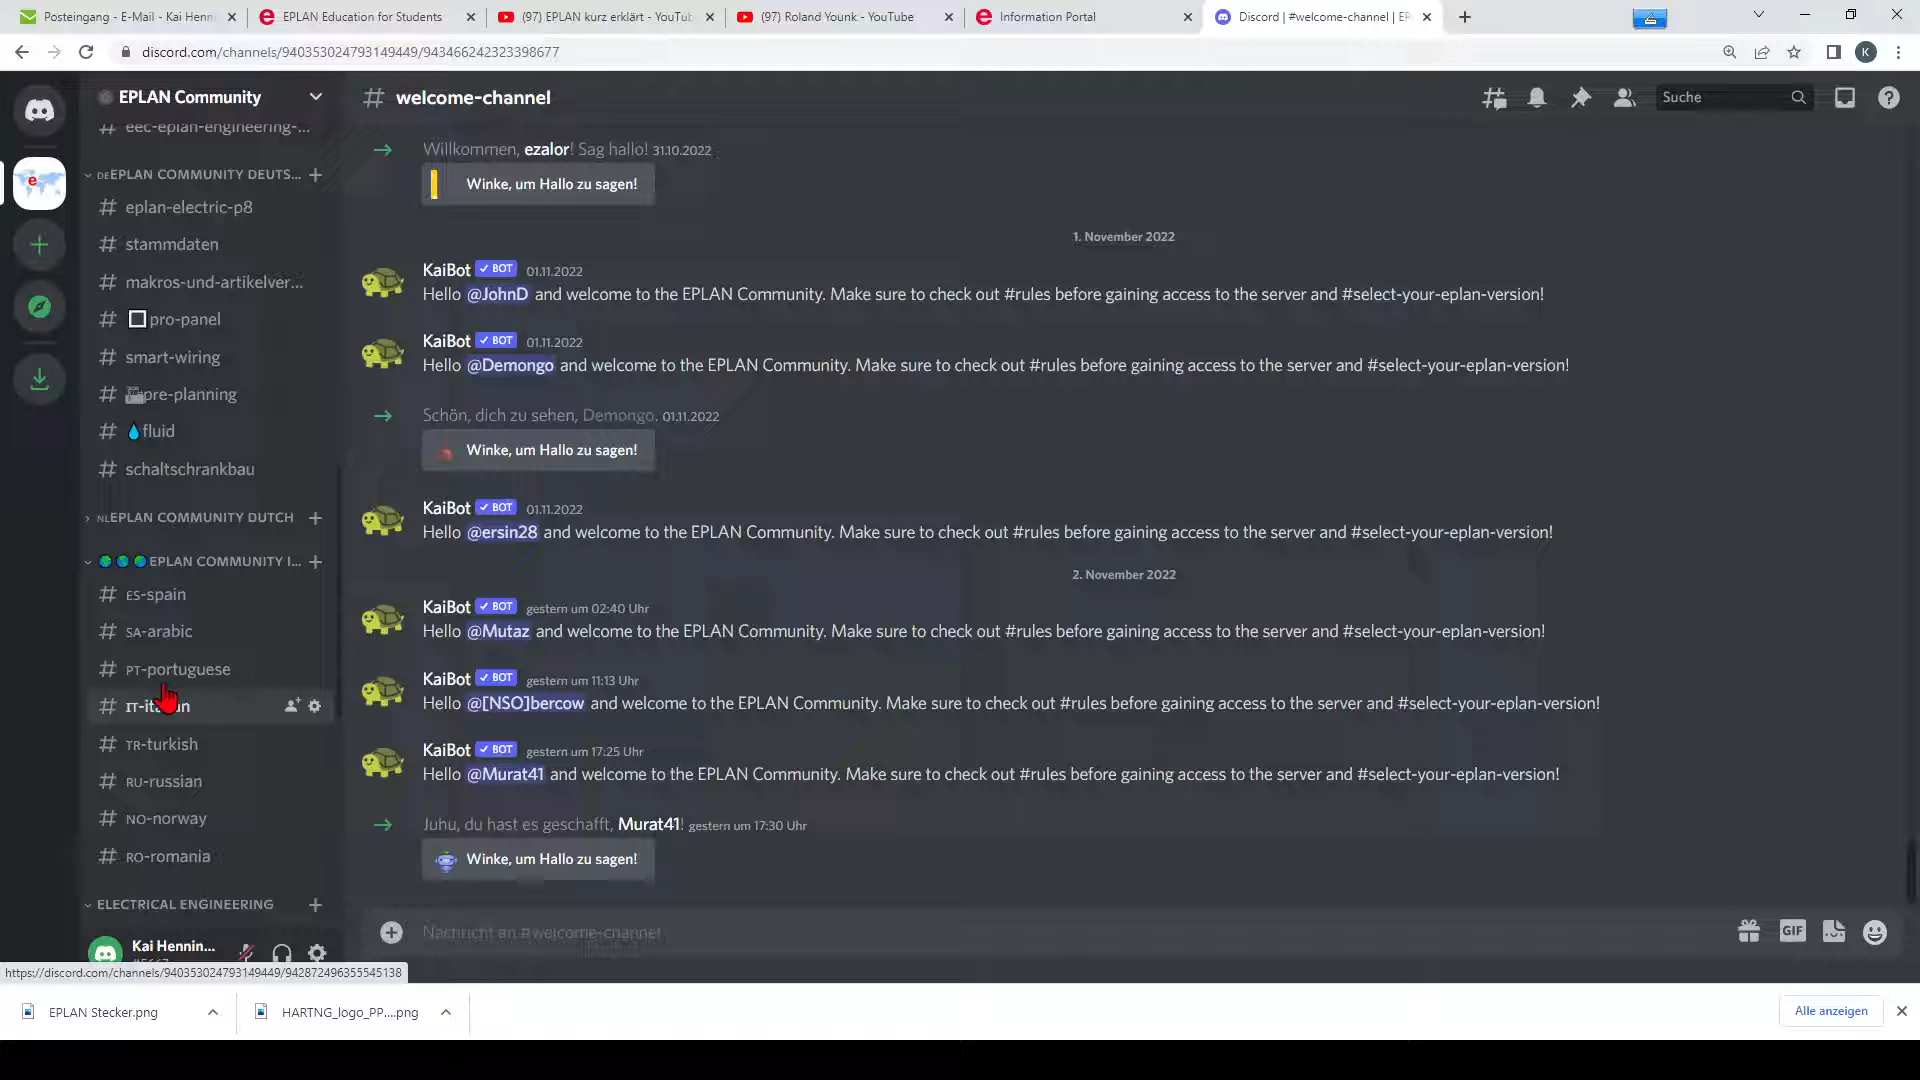 Posteingang - E-Mail - Kai Henni
EPLAN Education for Students
(97) EPLAN kurz erklärt - YouTu
(97) Roland Younk - YouTube
Information Portal
Discord | #welcome-channel | EP
discord.com/channels/940353024793149449/943466242323398677
EPLAN Community
welcome-channel
Suche
eec-eplan-engineering-...
DEEPLAN COMMUNITY DEUTS...
eplan-electric-p8
stammdaten
makros-und-artikelver...
pro-panel
smart-wiring
pre-planning
fluid
schaltschrankbau
NLEPLAN COMMUNITY DUTCH
EPLAN COMMUNITY I...
ES-spain
SA-arabic
PT-portuguese
TR-turkish
RU-russian
NO-norway
RO-romania
ELECTRICAL ENGINEERING
Kai Hennin...
https://discord.com/channels/940353024793149449/942872496355545138
Willkommen, ezalor! Sag hallo! 31.10.2022
Winke, um Hallo zu sagen!
1. November 2022
KaiBot BOT 01.11.2022
Hello @JohnD and welcome to the EPLAN Community. Make sure to check out #rules before gaining access to the server and #select-your-eplan-version!
KaiBot BOT 01.11.2022
Hello @Demongo and welcome to the EPLAN Community. Make sure to check out #rules before gaining access to the server and #select-your-eplan-version!
Schön, dich zu sehen, Demongo. 01.11.2022
Winke, um Hallo zu sagen!
KaiBot BOT 01.11.2022
Hello @ersin28 and welcome to the EPLAN Community. Make sure to check out #rules before gaining access to the server and #select-your-eplan-version!
2. November 2022
KaiBot BOT gestern um 02:40 Uhr
Hello @Mutaz and welcome to the EPLAN Community. Make sure to check out #rules before gaining access to the server and #select-your-eplan-version!
KaiBot BOT gestern um 11:13 Uhr
Hello @[NSO]bercow and welcome to the EPLAN Community. Make sure to check out #rules before gaining access to the server and #select-your-eplan-version!
KaiBot BOT gestern um 17:25 Uhr
Hello @Murat41 and welcome to the EPLAN Community. Make sure to check out #rules before gaining access to the server and #select-your-eplan-version!
Juhu, du hast es geschafft, Murat41! gestern um 17:30 Uhr
Winke, um Hallo zu sagen!
Nachricht an #welcome-channel
GIF
EPLAN Stecker.png
HARTNG_logo_PP....png
Alle anzeigen